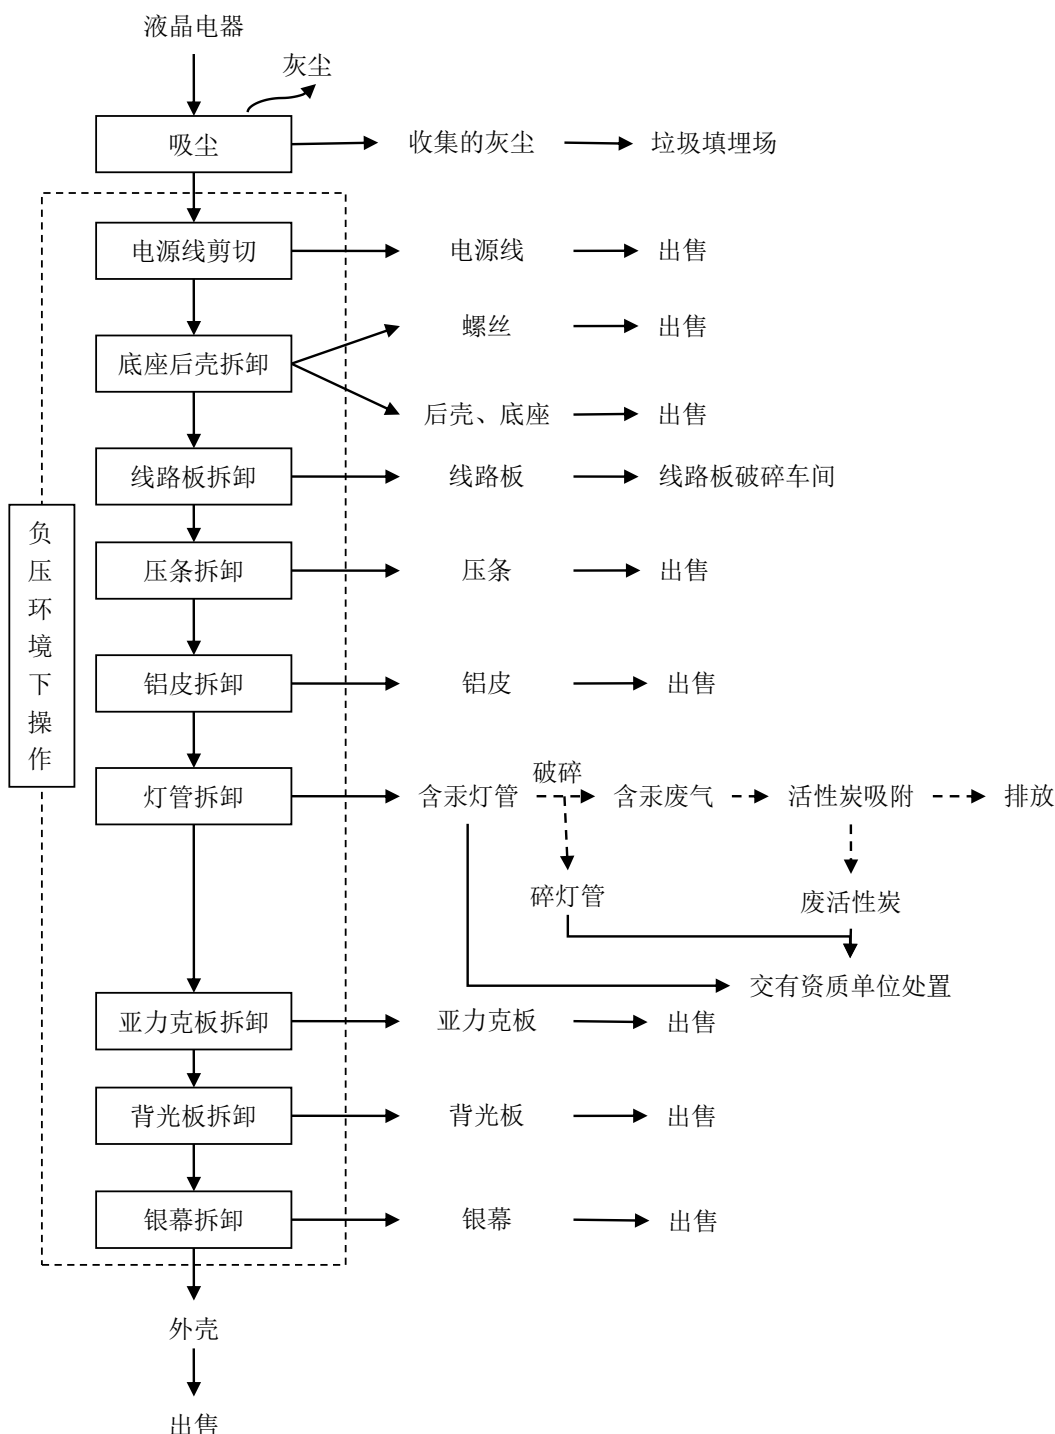 液晶电器
灰尘
吸尘 收集的灰尘 垃圾填埋场
电源线剪切 电源线 出售
螺丝 出售
底座后壳拆卸
后壳、底座 出售
线路板拆卸 线路板 线路板破碎车间
负压环境下操作
压条拆卸 压条 出售
铝皮拆卸 铝皮 出售
破碎
灯管拆卸 含汞灯管 含汞废气 活性炭吸附 排放
碎灯管 废活性炭
交有资质单位处置
亚力克板拆卸 亚力克板 出售
背光板拆卸 背光板 出售
银幕拆卸 银幕 出售
外壳
出售